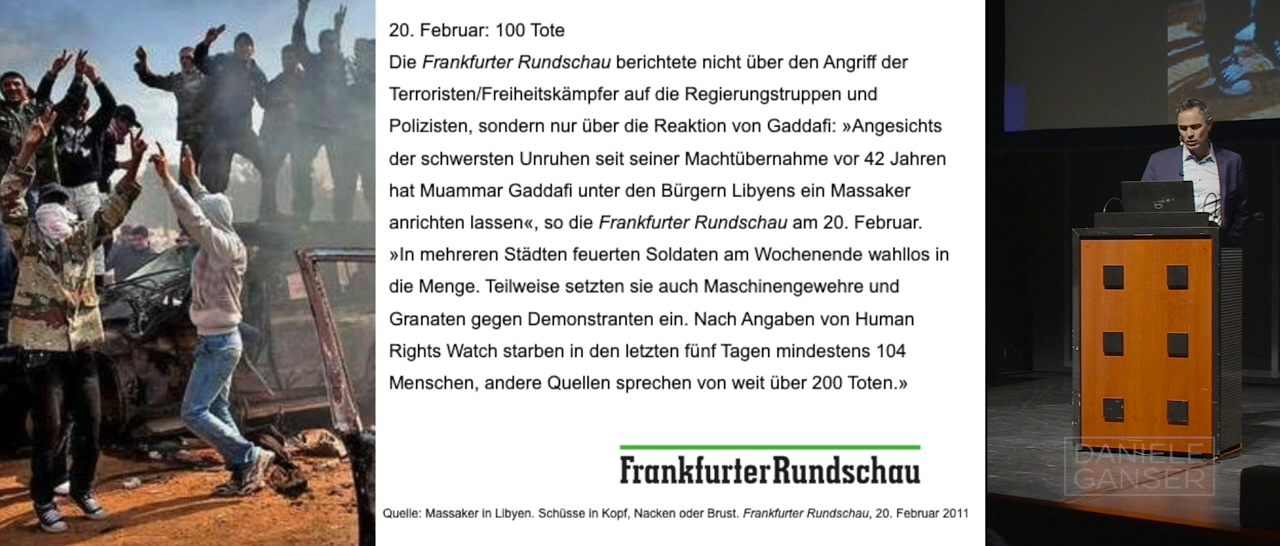 20. Februar: 100 Tote
Die Frankfurter Rundschau berichtete nicht über den Angriff der
Terroristen/Freiheitskämpfer auf die Regierungstruppen und
Polizisten, sondern nur über die Reaktion von Gaddafi: »Angesichts
der schwersten Unruhen seit seiner Machtübernahme vor 42 Jahren
hat Muammar Gaddafi unter den Bürgern Libyens ein Massaker
anrichten lassen«, so die Frankfurter Rundschau am 20. Februar.
»In mehreren Städten feuerten Soldaten am Wochenende wahllos in
die Menge. Teilweise setzten sie auch Maschinengewehre und
Granaten gegen Demonstranten ein. Nach Angaben von Human
Rights Watch starben in den letzten fünf Tagen mindestens 104
Menschen, andere Quellen sprechen von weit über 200 Toten.»
Frankfurter Rundschau
Quelle: Massaker in Libyen. Schüsse in Kopf, Nacken oder Brust. Frankfurter Rundschau, 20. Februar 2011
DANIELE
GANSER